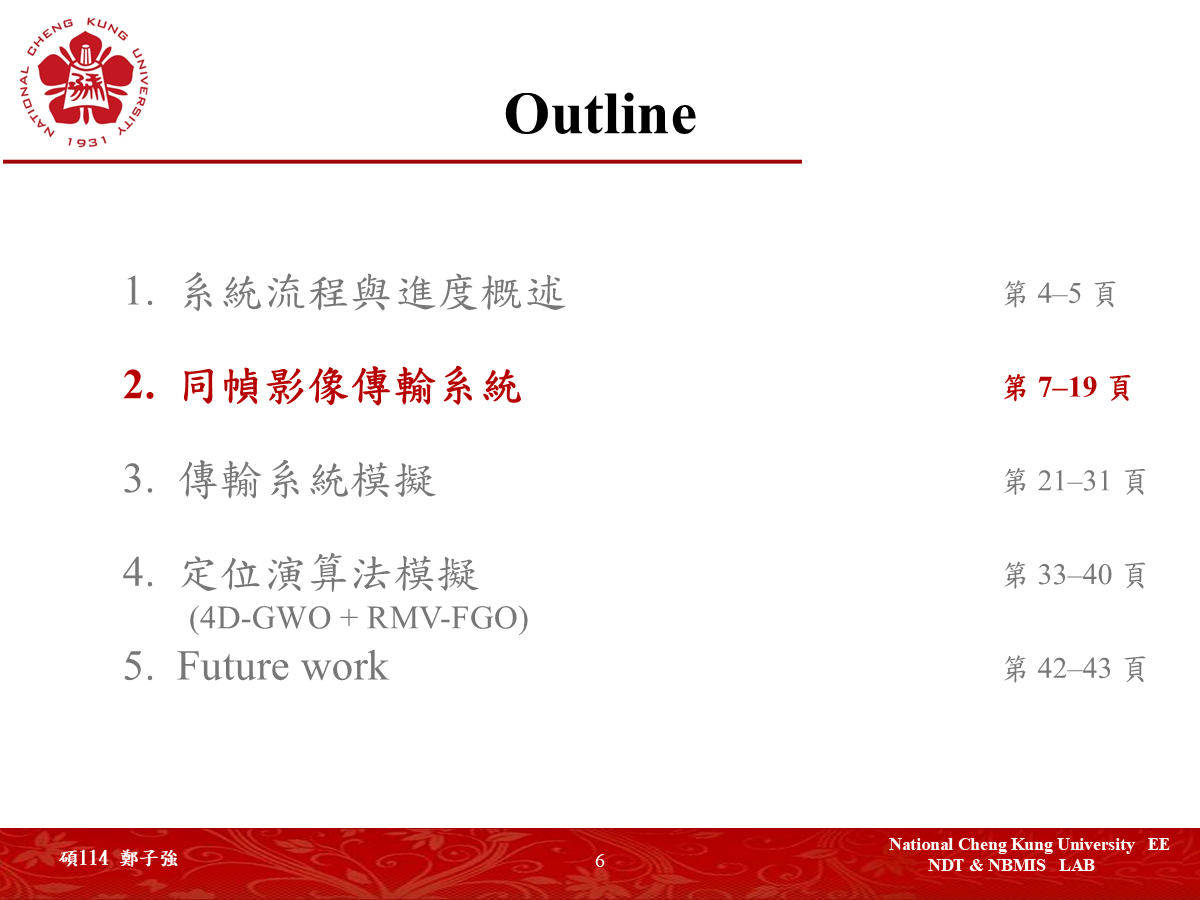 NATIONAL CHENG KUNG UNIVERSITY
1931
Outline
1. 系統流程與進度概述 第 4–5 頁
2. 同幀影像傳輸系統 第 7–19 頁
3. 傳輸系統模擬 第 21–31 頁
4. 定位演算法模擬 第 33–40 頁
(4D-GWO + RMV-FGO)
5. Future work 第 42–43 頁
碩114 鄭子強
6
National Cheng Kung University EE
NDT & NBMIS LAB